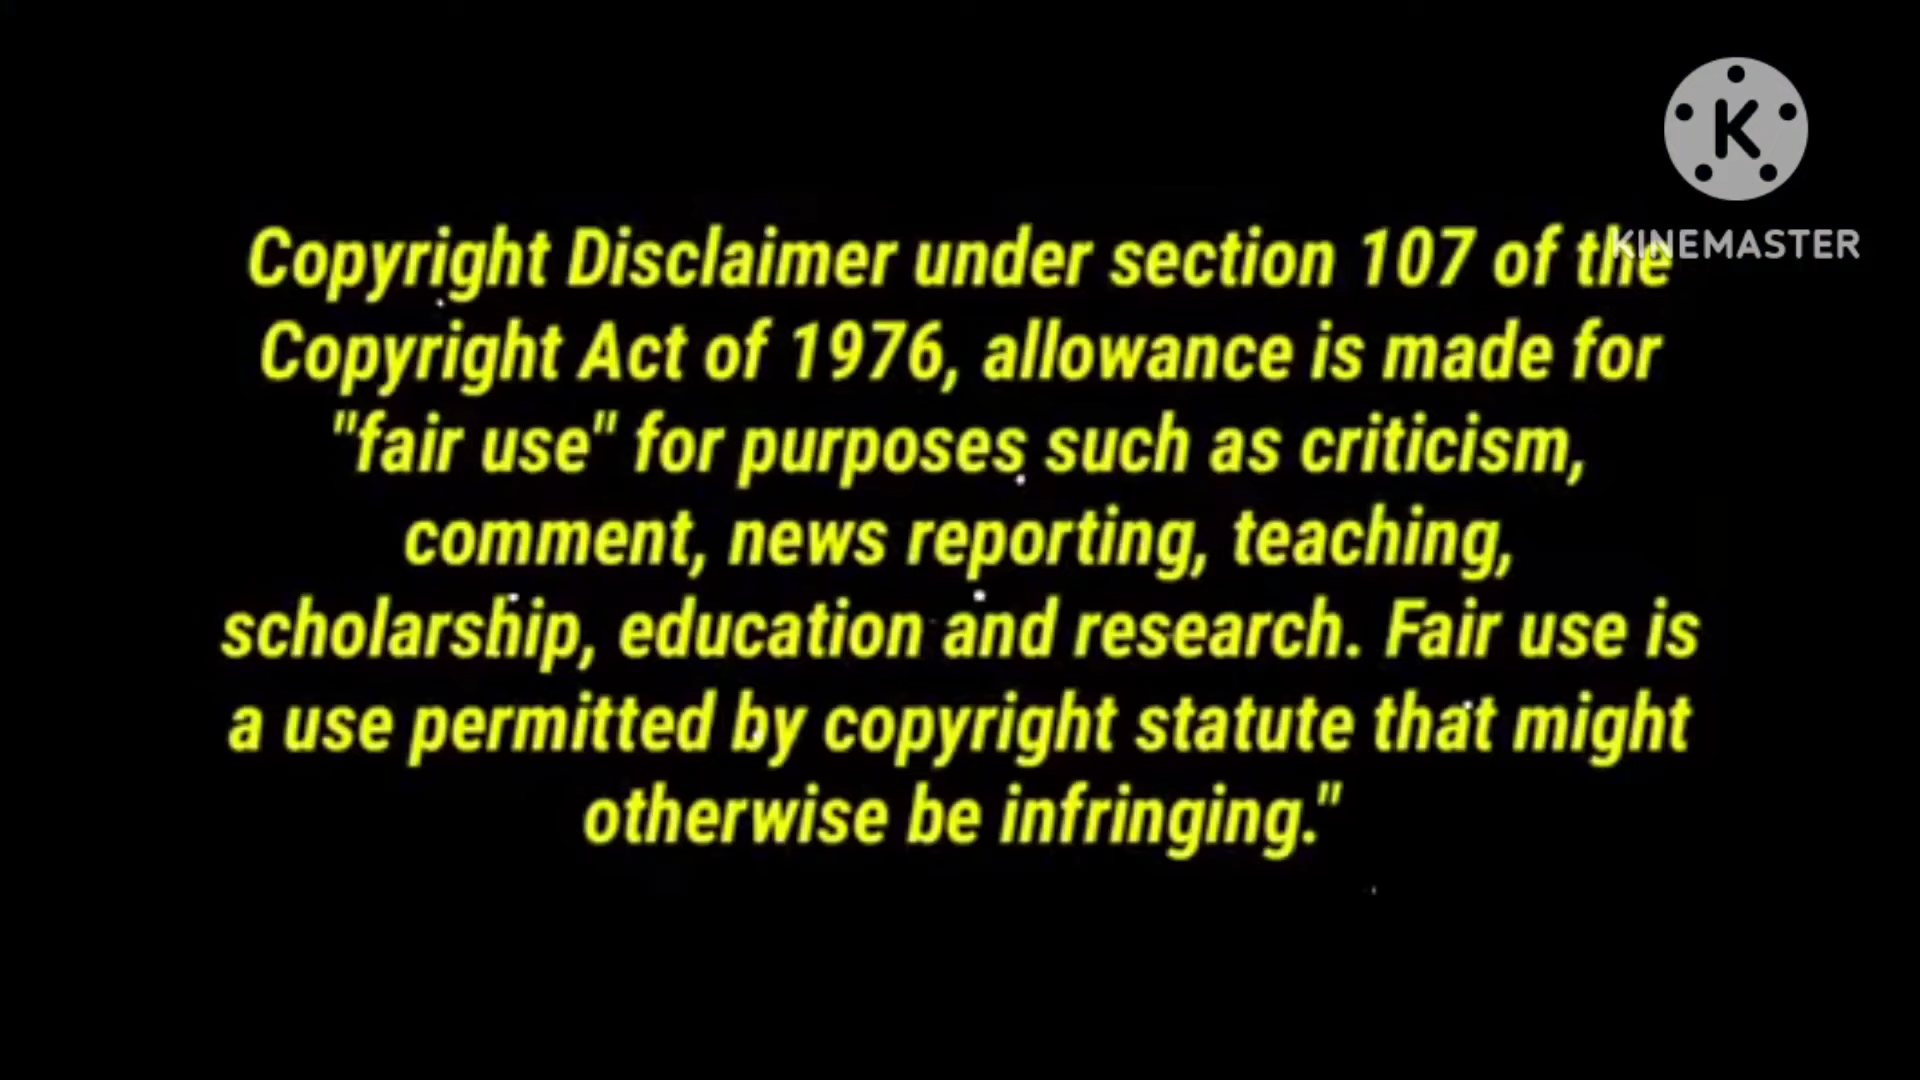 K
KINEMASTER
Copyright Disclaimer under section 107 of the
Copyright Act of 1976, allowance is made for
"fair use" for purposes such as criticism,
comment, news reporting, teaching,
scholarship, education and research. Fair use is
a use permitted by copyright statute that might
otherwise be infringing."